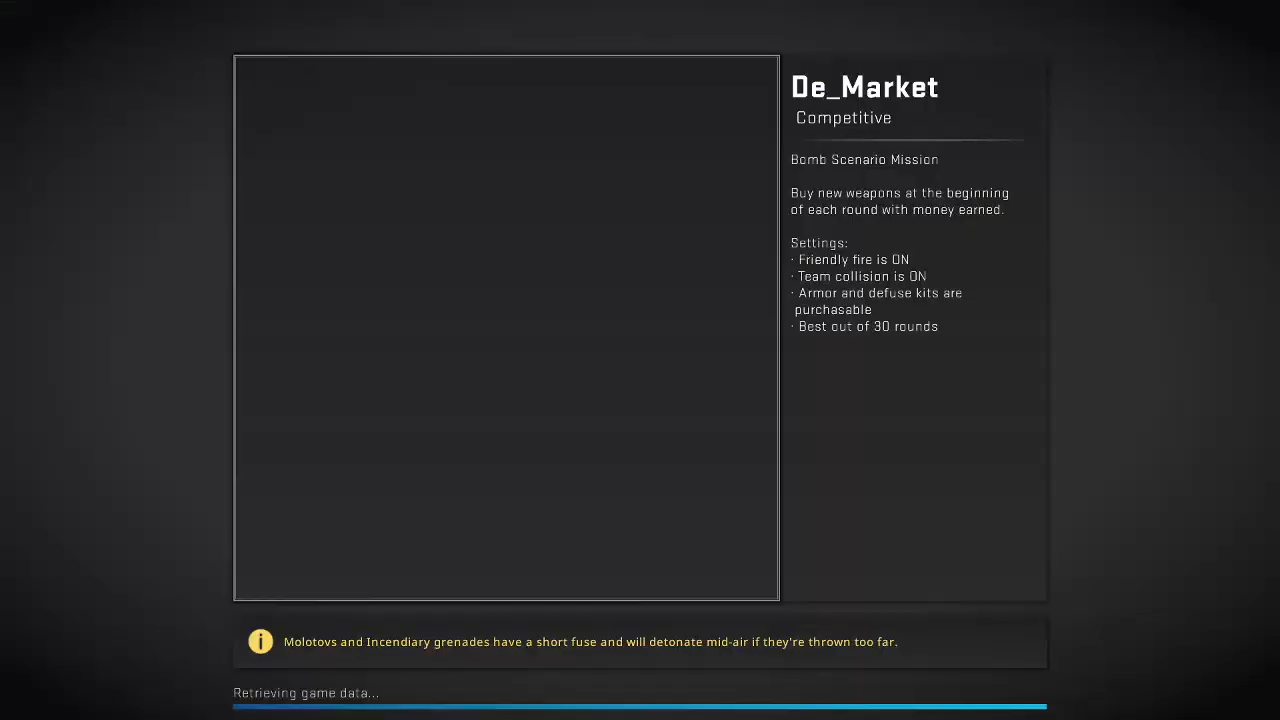 De_Market
Competitive
Bomb Scenario Mission
Buy new weapons at the beginning
of each round with money earned.
Settings:
· Friendly fire is ON
· Team collision is ON
· Armor and defuse kits are
purchasable
· Best out of 30 rounds
Molotovs and Incendiary grenades have a short fuse and will detonate mid-air if they're thrown too far.
Retrieving game data...